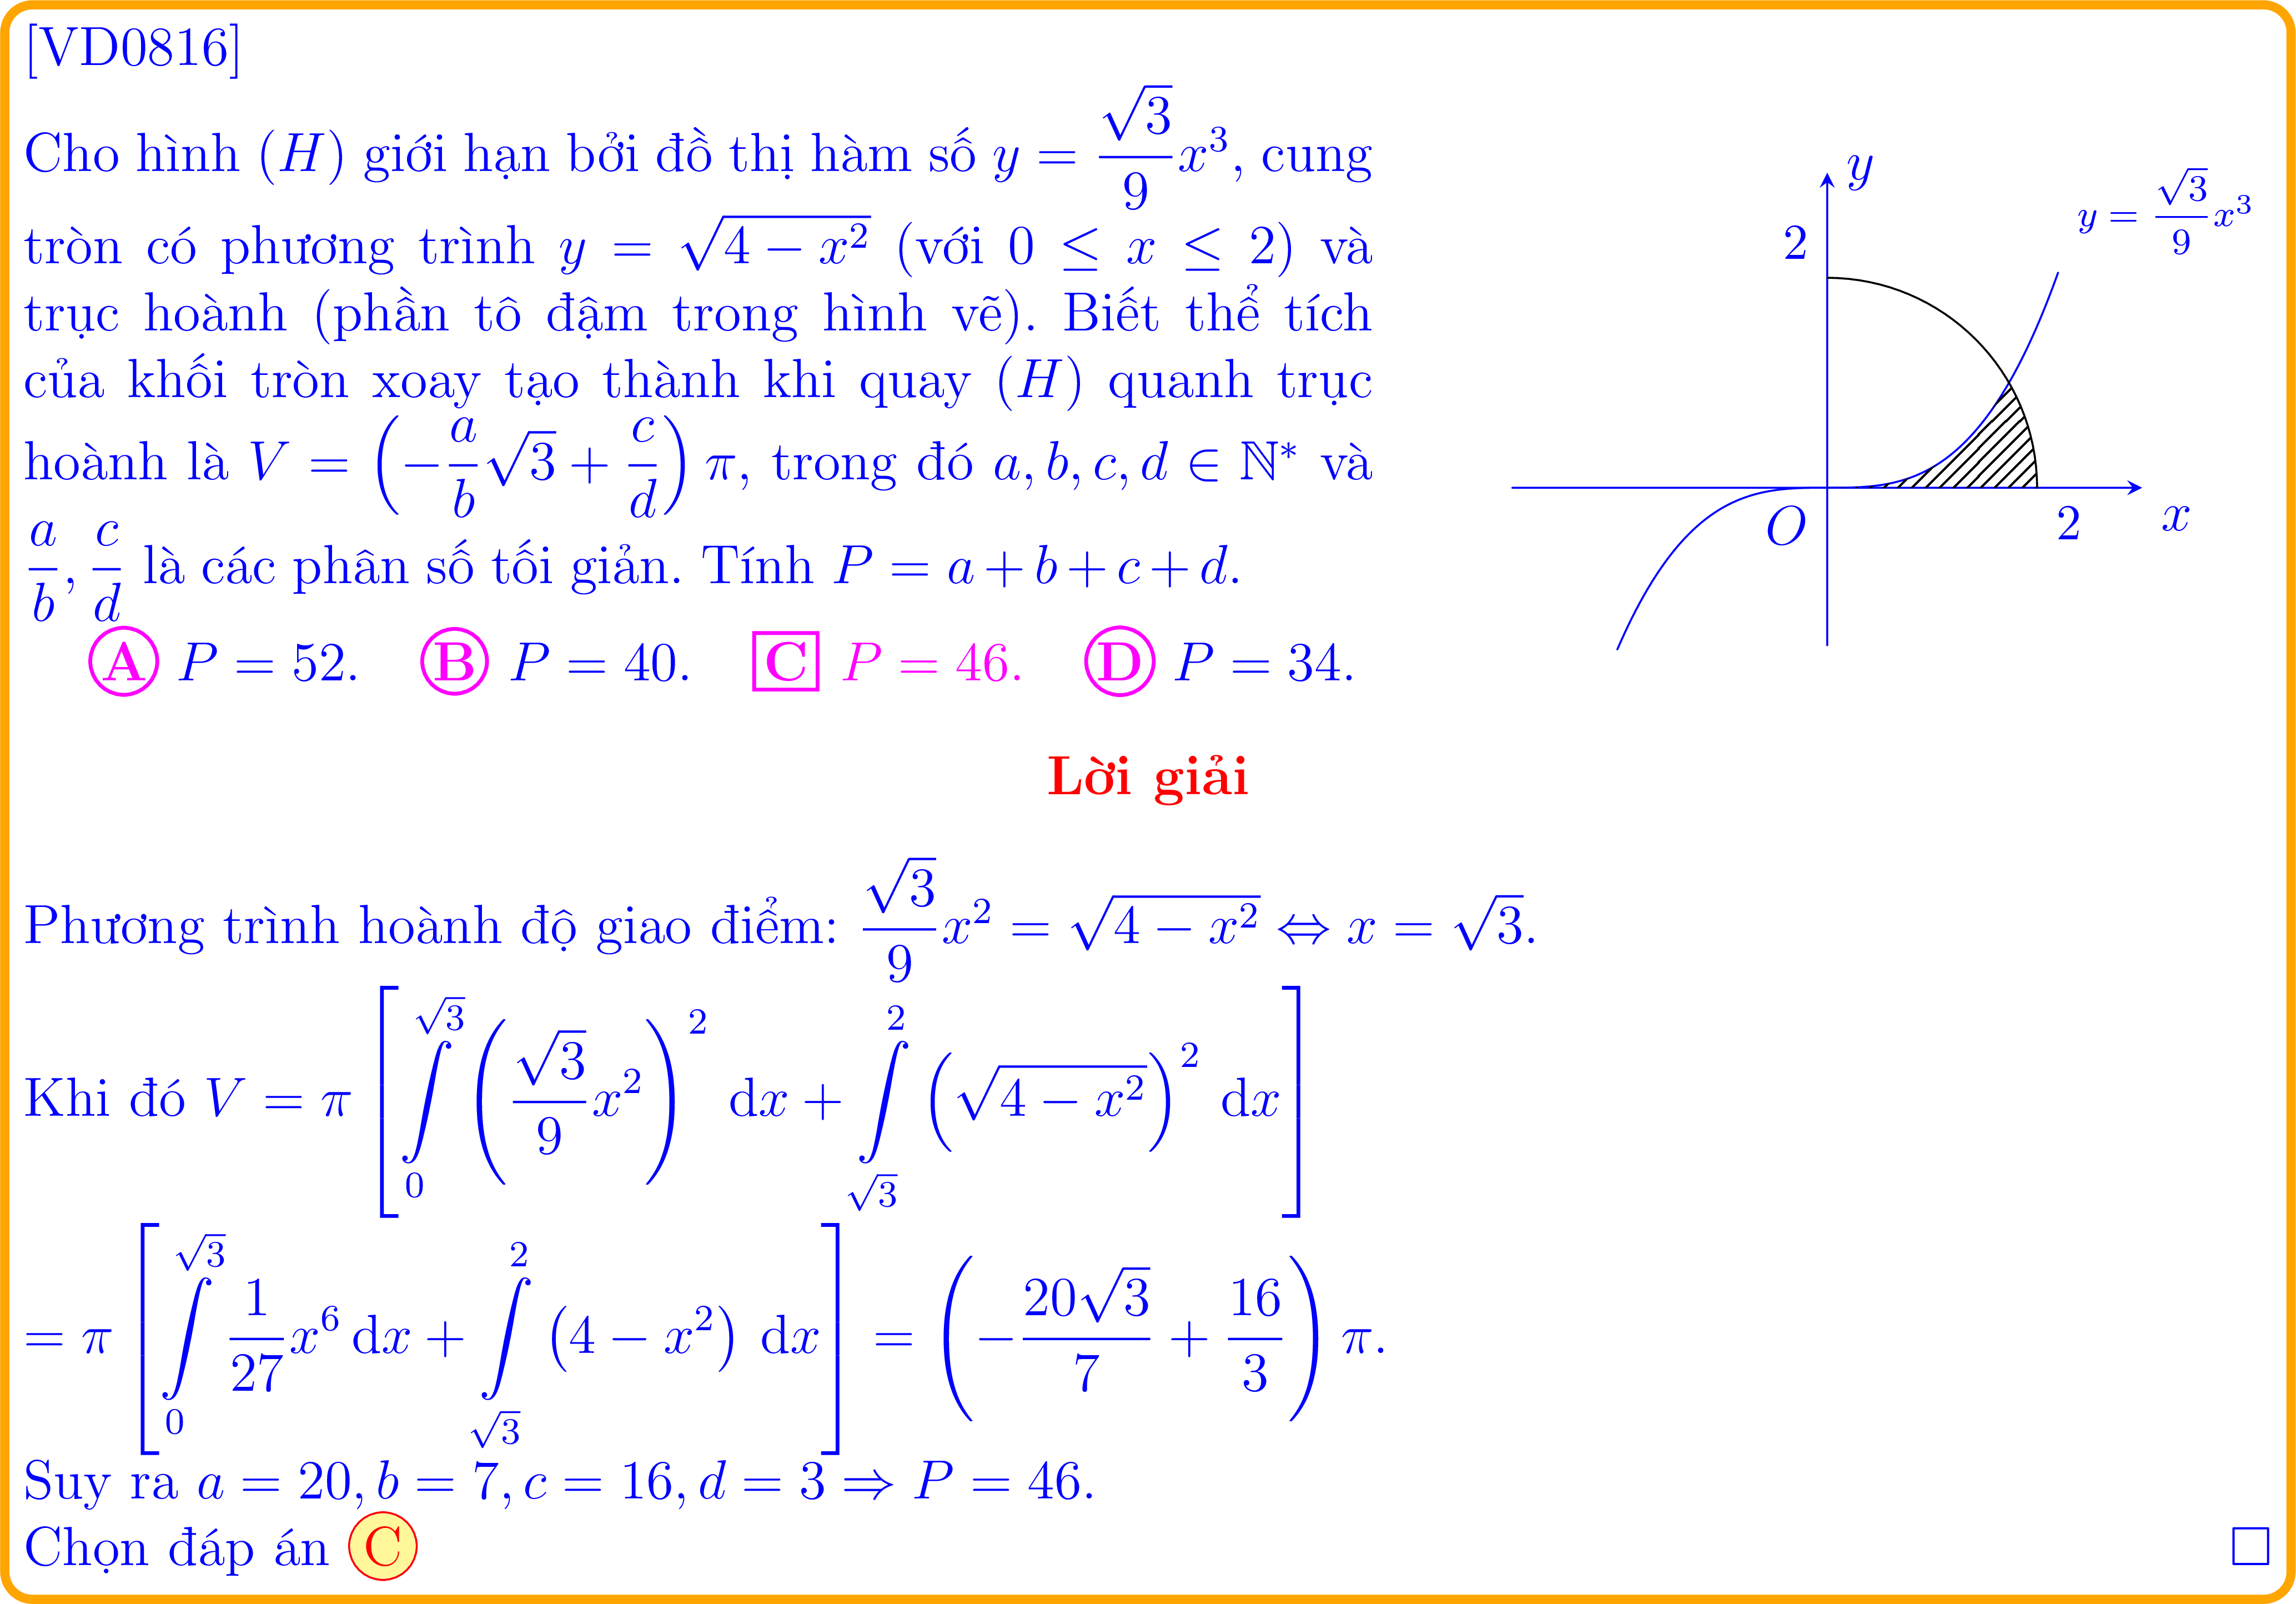 [VD0816]
Cho hình (H) giới hạn bởi đồ thị hàm số $y = \frac{\sqrt{3}}{9}x^3$, cung
tròn có phương trình $y = \sqrt{4 - x^2}$ (với $0 \le x \le 2$) và
trục hoành (phần tô đậm trong hình vẽ). Biết thể tích
của khối tròn xoay tạo thành khi quay (H) quanh trục
hoành là $V = \left(-\frac{a}{b}\sqrt{3} + \frac{c}{d}\right)\pi$, trong đó $a, b, c, d \in \mathbb{N}^*$ và
$\frac{a}{b}, \frac{c}{d}$ là các phân số tối giản. Tính $P = a + b + c + d$.
A P = 52. B P = 40. C P = 46. D P = 34.
y
$y = \frac{\sqrt{3}}{9}x^3$
2
O
2
x
Lời giải
Phương trình hoành độ giao điểm: $\frac{\sqrt{3}}{9}x^2 = \sqrt{4 - x^2} \Leftrightarrow x = \sqrt{3}$.
Khi đó $V = \pi\left[\int\limits_0^{\sqrt{3}} \left(\frac{\sqrt{3}}{9}x^2\right)^2 \mathrm{d}x + \int\limits_{\sqrt{3}}^2 \left(\sqrt{4 - x^2}\right)^2 \mathrm{d}x\right]$
$= \pi\left[\int\limits_0^{\sqrt{3}} \frac{1}{27}x^6 \mathrm{d}x + \int\limits_{\sqrt{3}}^2 \left(4 - x^2\right) \mathrm{d}x\right] = \left(-\frac{20\sqrt{3}}{7} + \frac{16}{3}\right)\pi.$
Suy ra $a = 20, b = 7, c = 16, d = 3 \Rightarrow P = 46$.
Chọn đáp án C